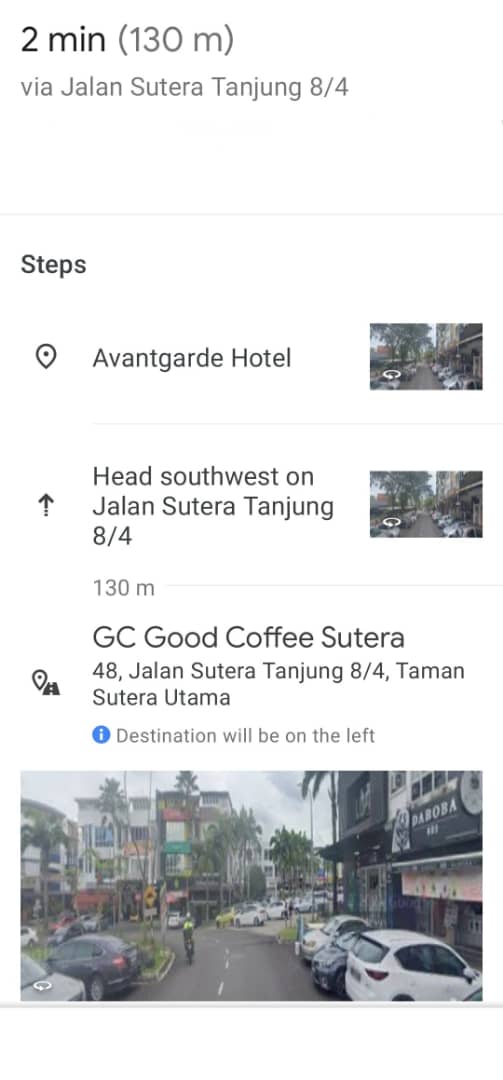 2 min (130 m)
via Jalan Sutera Tanjung 8/4
Steps
Avantgarde Hotel
Head southwest on
Jalan Sutera Tanjung
8/4
130 m
GC Good Coffee Sutera
48, Jalan Sutera Tanjung 8/4, Taman
Sutera Utama
Destination will be on the left
DABOBA